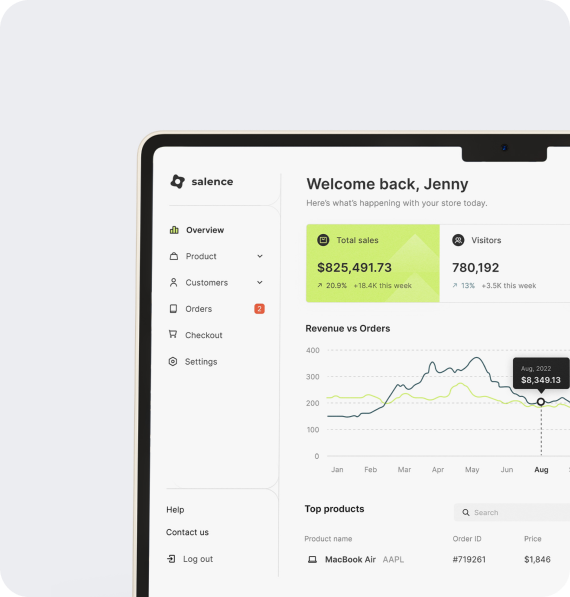 salence
Overview
Product
Customers
Orders 2
Checkout
Settings
Help
Contact us
Log out
Welcome back, Jenny
Here's what's happening with your store today.
Total sales
$825,491.73
20.9% +18.4K this week
Visitors
780,192
13% +3.5K this week
Revenue vs Orders
400
300
200
100
0
Aug, 2022
$8,349.13
Jan Feb Mar Apr May Jun Aug
Top products
Search
Product name Order ID Price
MacBook Air AAPL #719261 $1,846